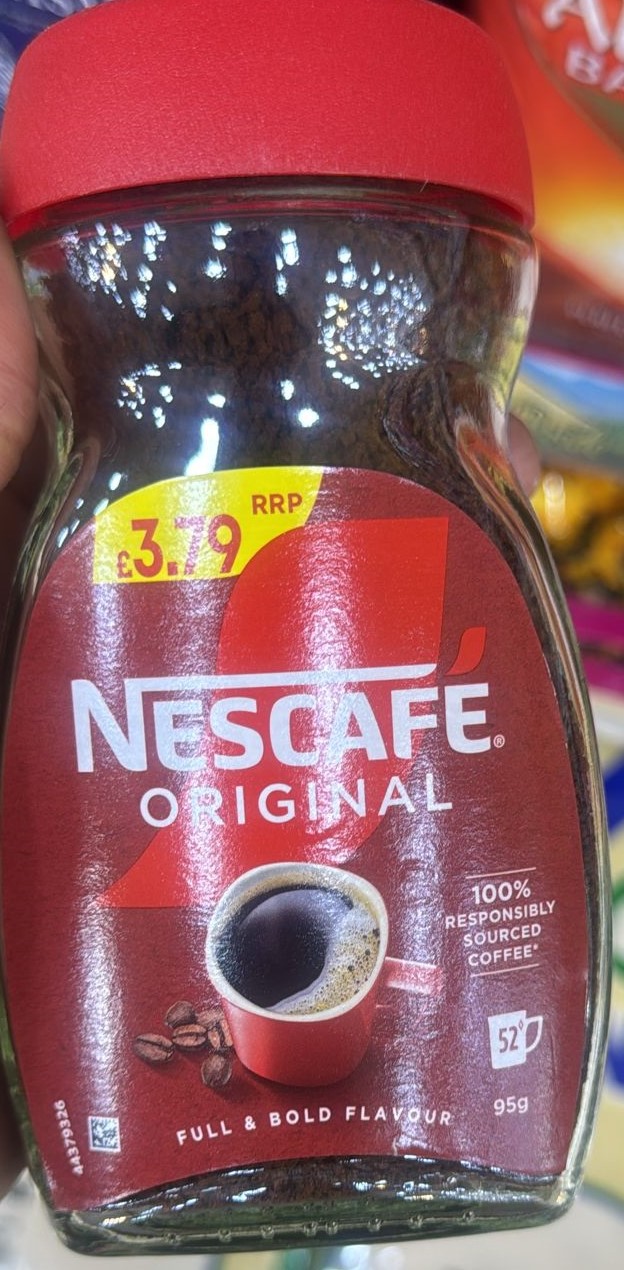 RRP
£3.79
NESCAFÉ®
ORIGINAL
100%
RESPONSIBLY
SOURCED
COFFEE*
52◊
95g
FULL & BOLD FLAVOUR
44379326